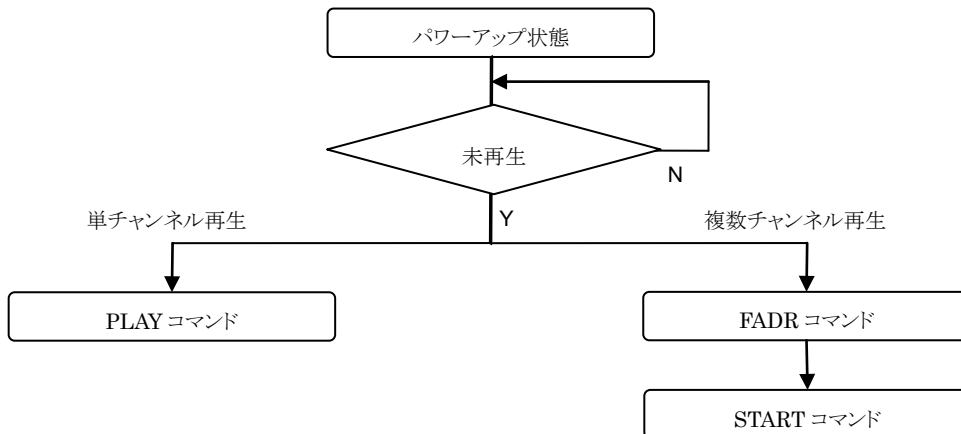 パワーアップ状態
未再生
N
Y
単チャンネル再生
複数チャンネル再生
PLAY コマンド
FADR コマンド
START コマンド